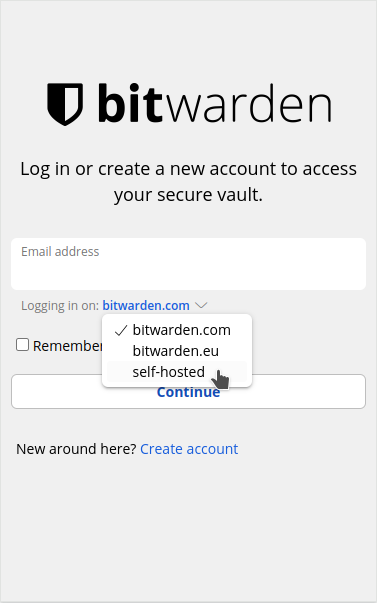 bitwarden
Log in or create a new account to access
your secure vault.
Email address
Logging in on: bitwarden.com
bitwarden.com
bitwarden.eu
self-hosted
Remember
Continue
New around here? Create account